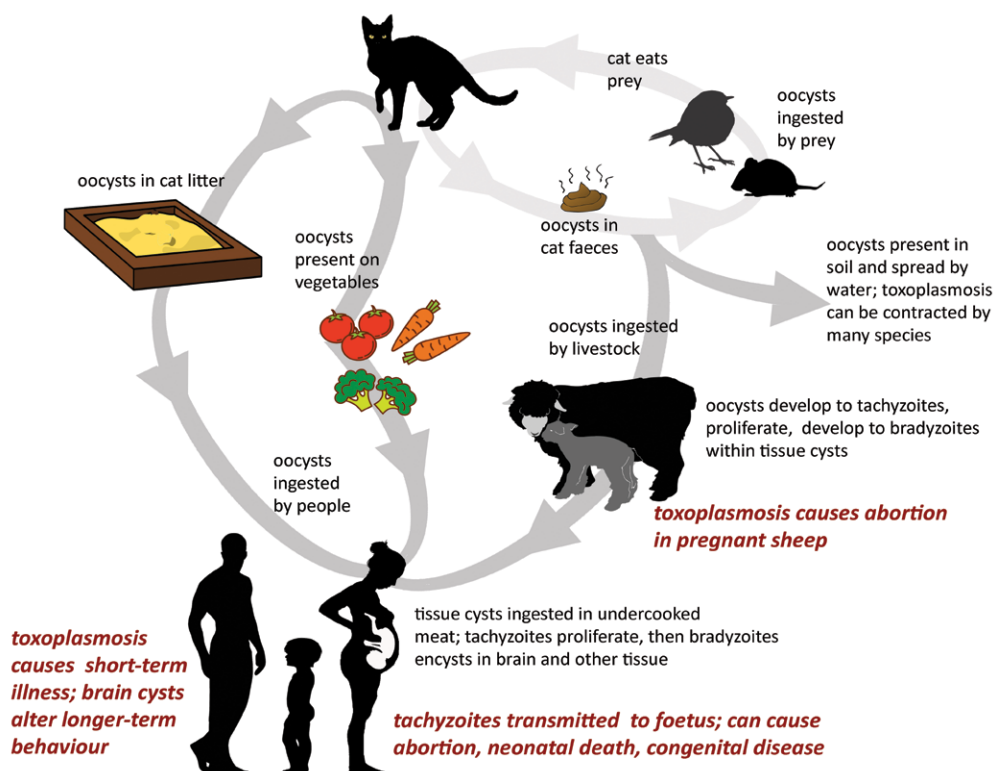 cat eats
prey
oocysts
ingested
by prey
oocysts in cat litter
oocysts
present on
vegetables
oocysts in
cat faeces
oocysts present in
soil and spread by
water; toxoplasmosis
can be contracted by
many species
oocysts ingested
by livestock
oocysts develop to tachyzoites,
proliferate, develop to bradyzoites
within tissue cysts
oocysts
ingested
by people
toxoplasmosis causes abortion
in pregnant sheep
tissue cysts ingested in undercooked
meat; tachyzoites proliferate, then bradyzoites
encysts in brain and other tissue
toxoplasmosis
causes short-term
illness; brain cysts
alter longer-term
behaviour
tachyzoites transmitted to foetus; can cause
abortion, neonatal death, congenital disease